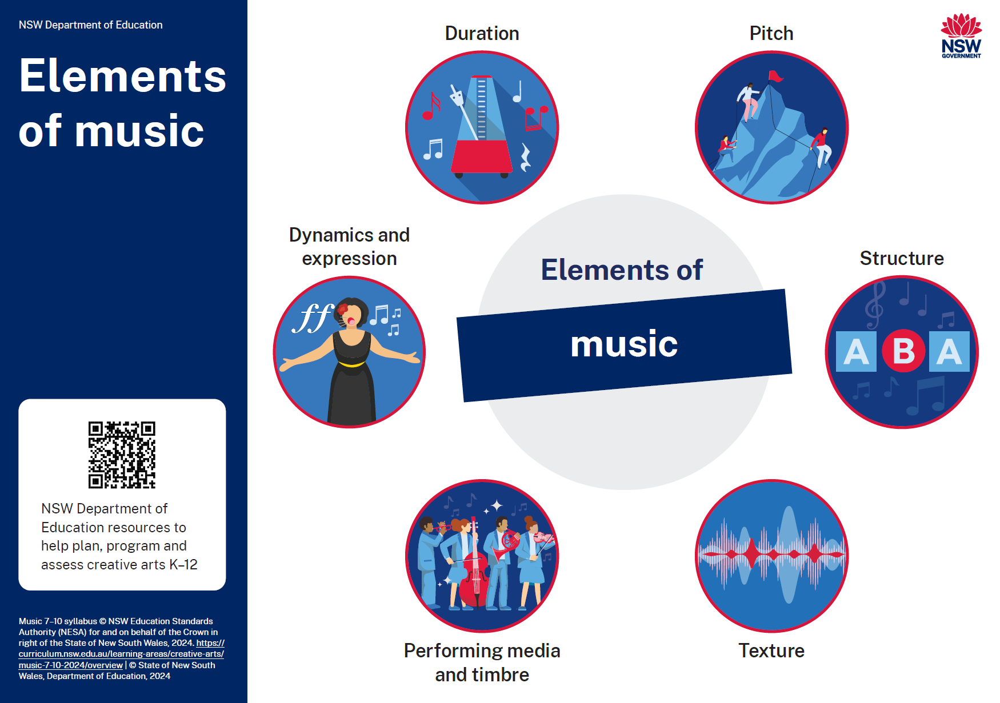 NSW Department of Education
Elements
of music
NSW Department of
Education resources to
help plan, program and
assess creative arts K–12
Music 7–10 syllabus © NSW Education Standards
Authority (NESA) for and on behalf of the Crown in
right of the State of New South Wales, 2024. https://
curriculum.nsw.edu.au/learning-areas/creative-arts/
music-7-10-2024/overview | © State of New South
Wales, Department of Education, 2024
Duration
Pitch
NSW
GOVERNMENT
Dynamics and
expression
ff
Elements of
music
Structure
A B A
Performing media
and timbre
Texture